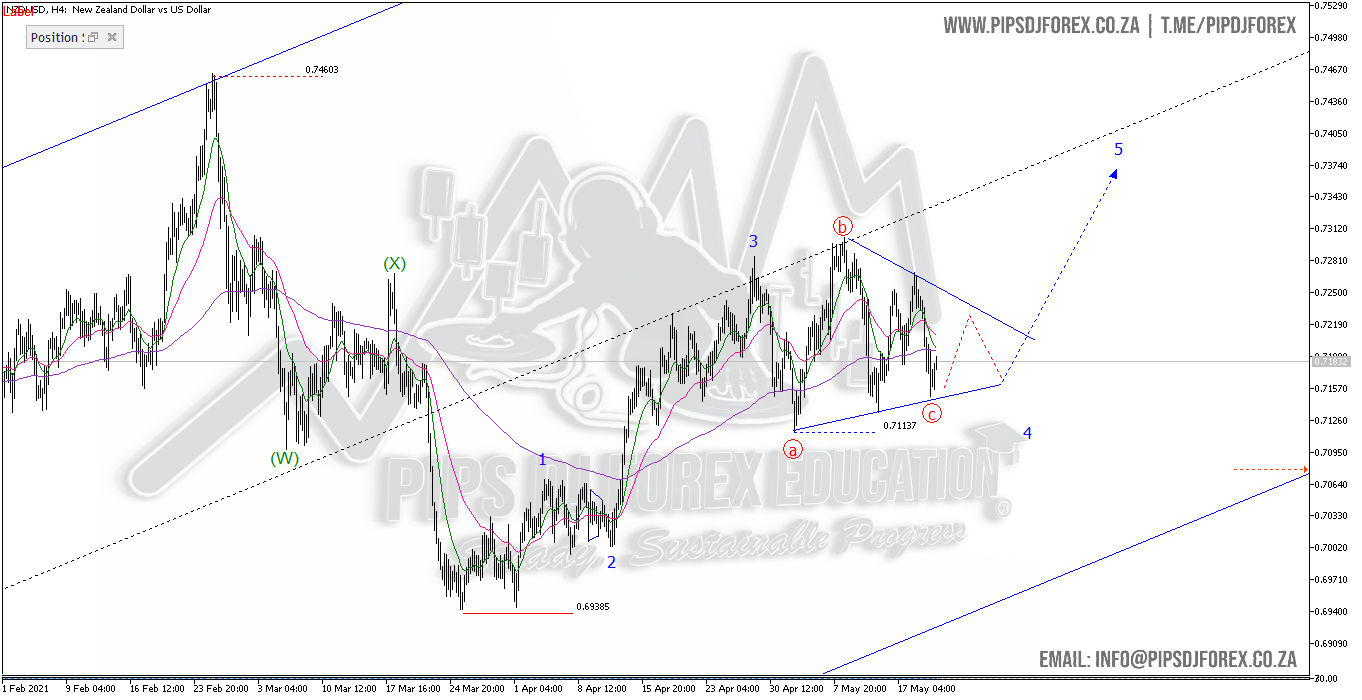 NZDUSD, H4: New Zealand Dollar vs US Dollar
Label
Position
WWW.PIPSDJFOREX.CO.ZA | T.ME/PIPDJFOREX
0.75290
0.74980
0.74670
0.74360
0.74050
0.73740
0.73430
0.73120
0.72810
0.72500
0.72190
0.71880
0.71832
0.71570
0.71260
0.70950
0.70640
0.70330
0.70020
0.69710
0.69400
0.69090
0.74603
5
b
3
(X)
c
0.71137
a
4
(W)
1
2
0.69385
PIPS DJ FOREX EDUCATION
®
Steady, Sustainable Progress
EMAIL: INFO@PIPSDJFOREX.CO.ZA
1 Feb 2021
9 Feb 04:00
16 Feb 12:00
23 Feb 20:00
3 Mar 04:00
10 Mar 12:00
17 Mar 16:00
24 Mar 20:00
1 Apr 04:00
8 Apr 12:00
15 Apr 20:00
23 Apr 04:00
30 Apr 12:00
7 May 20:00
17 May 04:00